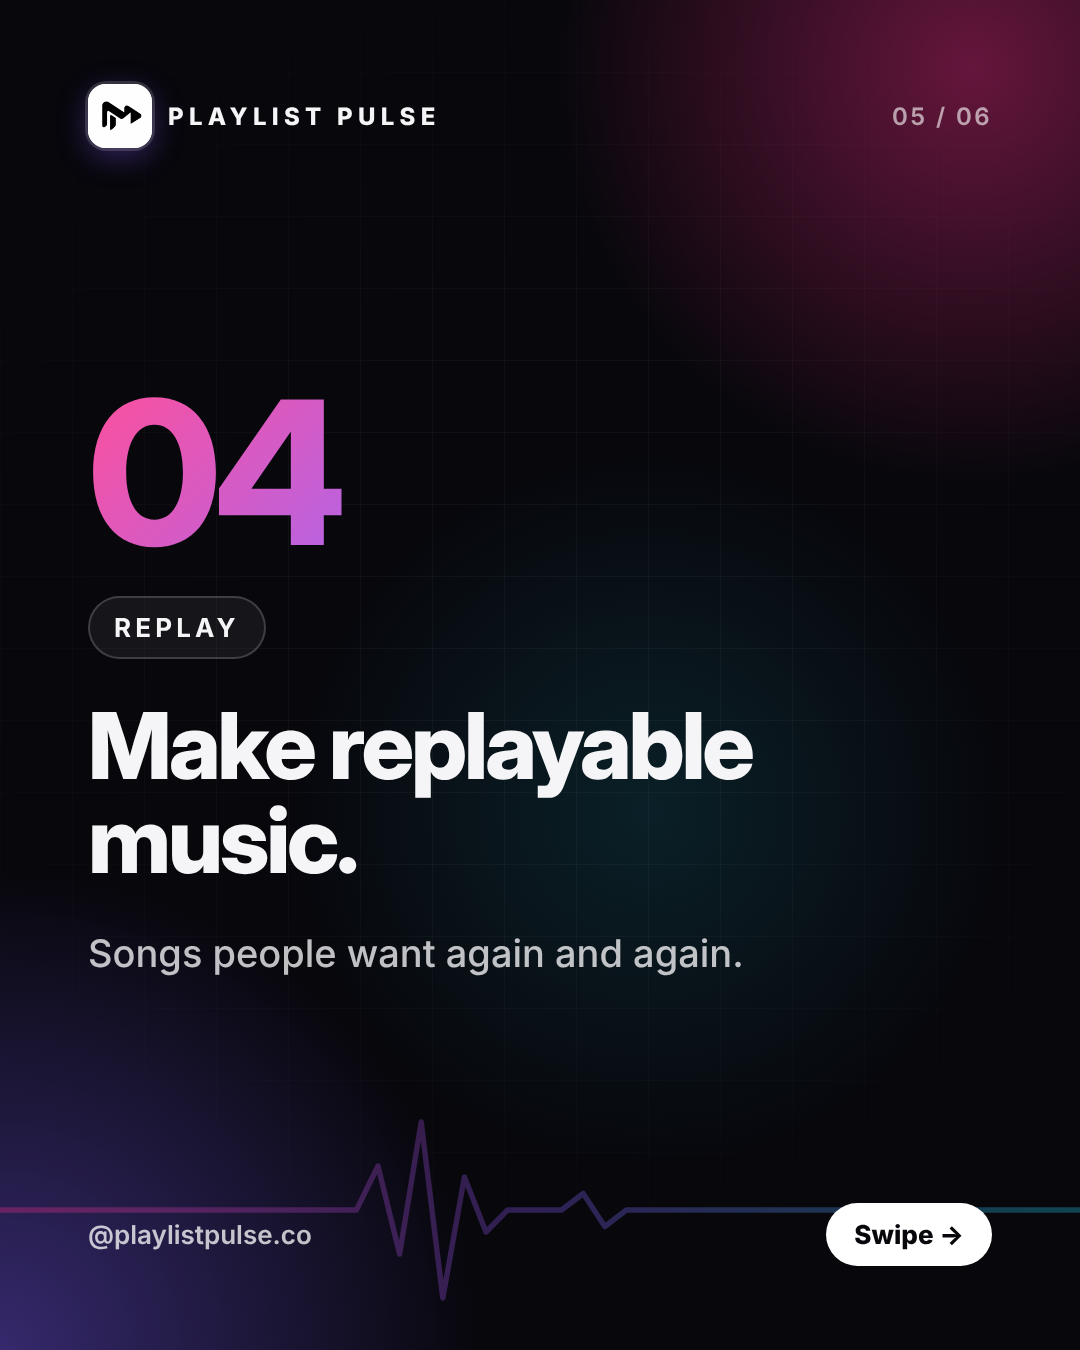 PLAYLIST PULSE
05 / 06
04
REPLAY
Make replayable
music.
Songs people want again and again.
@playlistpulse.co
Swipe →